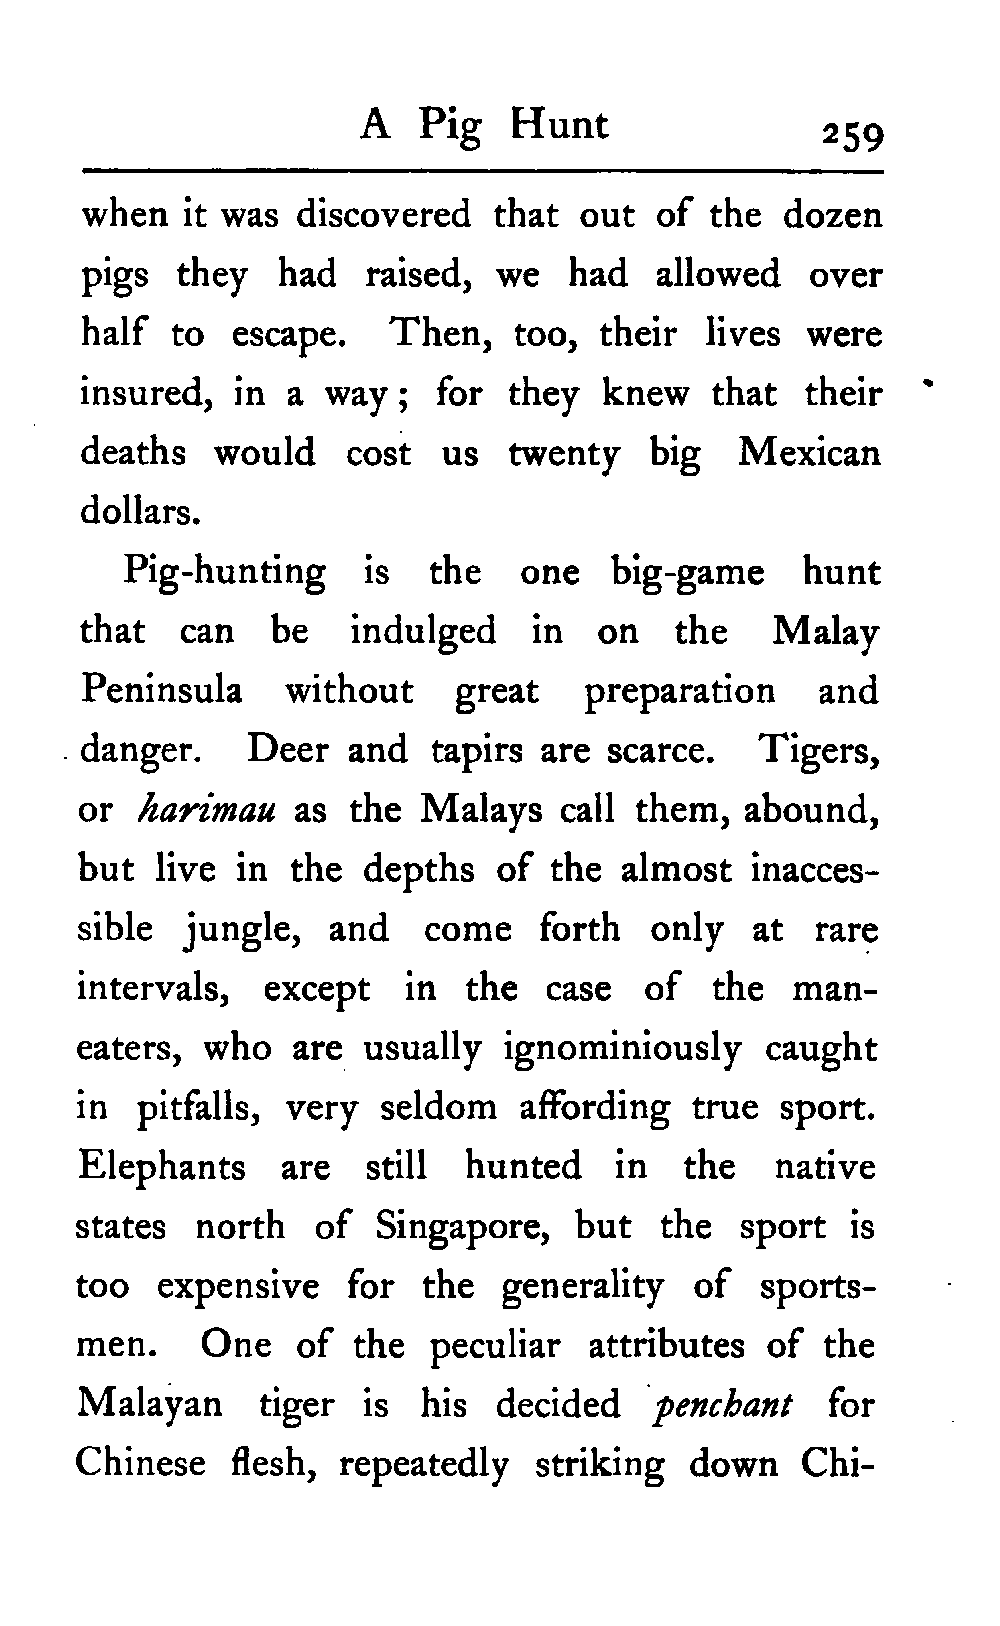 A Pig Hunt 259
when it was discovered that out of the dozen
pigs they had raised, we had allowed over
half to escape. Then, too, their lives were
insured, in a way; for they knew that their
deaths would cost us twenty big Mexican
dollars.
Pig-hunting is the one big-game hunt
that can be indulged in on the Malay
Peninsula without great preparation and
danger. Deer and tapirs are scarce. Tigers,
or harimau as the Malays call them, abound,
but live in the depths of the almost inacces-
sible jungle, and come forth only at rare
intervals, except in the case of the man-
eaters, who are usually ignominiously caught
in pitfalls, very seldom affording true sport.
Elephants are still hunted in the native
states north of Singapore, but the sport is
too expensive for the generality of sports-
men. One of the peculiar attributes of the
Malayan tiger is his decided penchant for
Chinese flesh, repeatedly striking down Chi-